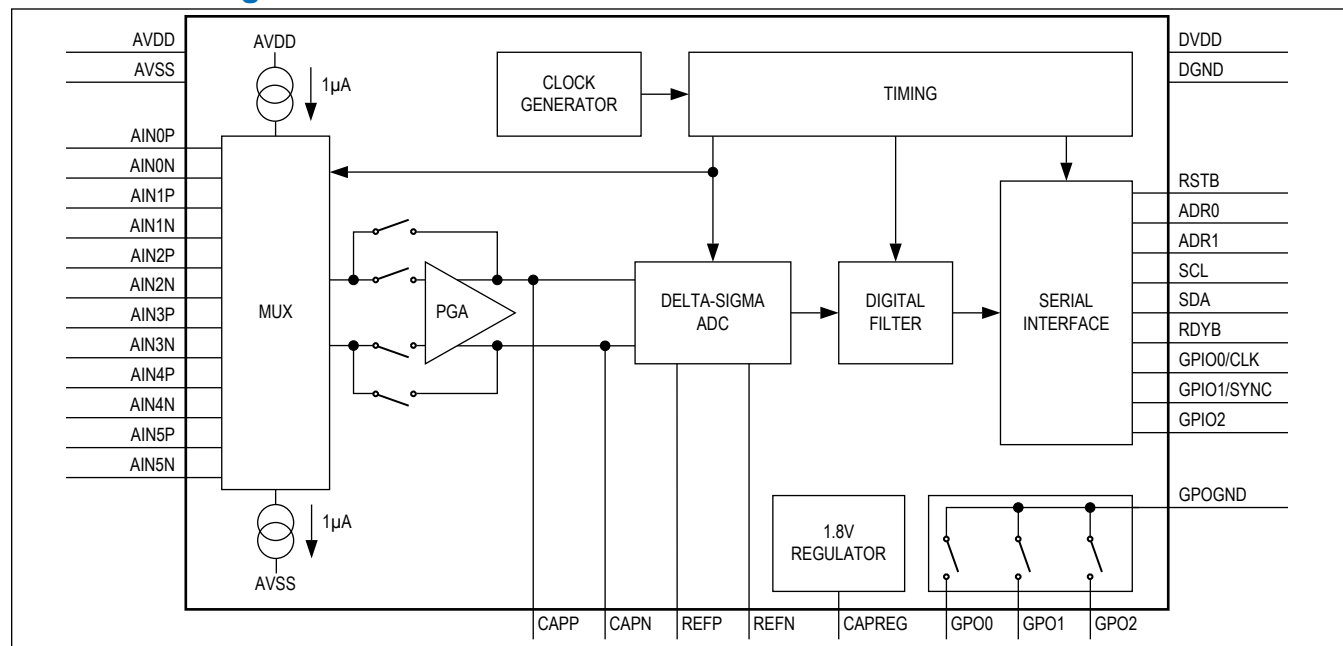 AVDD
AVSS
AIN0P
AIN0N
AIN1P
AIN1N
AIN2P
AIN2N
AIN3P
AIN3N
AIN4P
AIN4N
AIN5P
AIN5N
AVDD
1µA
MUX
1µA
AVSS
PGA
CLOCK
GENERATOR
TIMING
DELTA-SIGMA
ADC
DIGITAL
FILTER
SERIAL
INTERFACE
1.8V
REGULATOR
DVDD
DGND
RSTB
ADR0
ADR1
SCL
SDA
RDYB
GPIO0/CLK
GPIO1/SYNC
GPIO2
GPOGND
CAPP
CAPN
REFP
REFN
CAPREG
GPO0
GPO1
GPO2